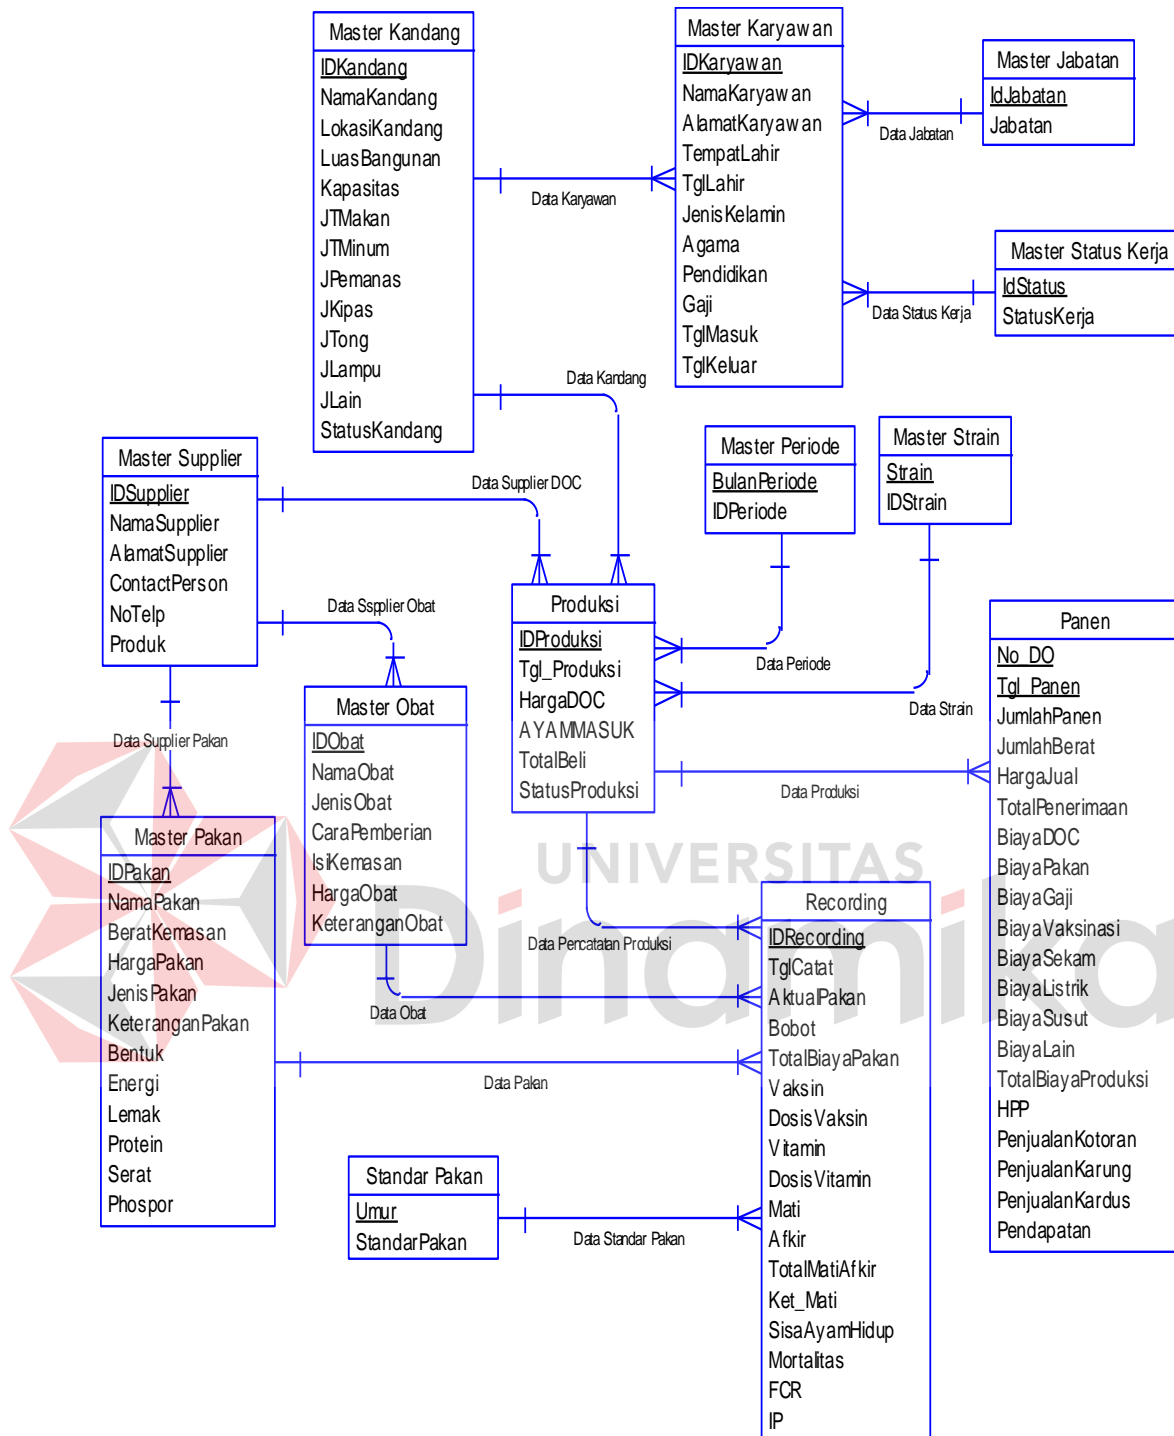 Master Kandang
IDKandang
NamaKandang
LokasiKandang
LuasBangunan
Kapasitas
JTMakan
JTMinum
JPemanas
JKipas
JTong
JLampu
JLain
StatusKandang
Master Karyawan
IDKaryawan
NamaKaryawan
AlamatKaryawan
TempatLahir
TglLahir
JenisKelamin
Agama
Pendidikan
Gaji
TglMasuk
TglKeluar
Master Jabatan
IdJabatan
Jabatan
Data Jabatan
Data Karyawan
Master Status Kerja
IdStatus
StatusKerja
Data Status Kerja
Data Kandang
Master Supplier
IDSupplier
NamaSupplier
AlamatSupplier
ContactPerson
NoTelp
Produk
Data Supplier DOC
Master Periode
BulanPeriode
IDPeriode
Master Strain
Strain
IDStrain
Data Sspplier Obat
Produksi
IDProduksi
Tgl_Produksi
HargaDOC
AYAMMASUK
TotalBeli
StatusProduksi
Data Periode
Data Strain
Panen
No_DO
Tgl_Panen
JumlahPanen
JumlahBerat
HargaJual
TotalPenerimaan
BiayaDOC
BiayaPakan
BiayaGaji
BiayaVaksinasi
BiayaSekam
BiayaListrik
BiayaSusut
BiayaLain
TotalBiayaProduksi
HPP
PenjualanKotoran
PenjualanKarung
PenjualanKardus
Pendapatan
Data Supplier Pakan
Master Obat
IDObat
NamaObat
JenisObat
CaraPemberian
IsiKemasan
HargaObat
KeteranganObat
Data Produksi
Master Pakan
IDPakan
NamaPakan
BeratKemasan
HargaPakan
JenisPakan
KeteranganPakan
Bentuk
Energi
Lemak
Protein
Serat
Phospor
UNIVERSITAS
Dinamika
Data Pencatatan Produksi
Data Obat
Data Pakan
Recording
IDRecording
TglCatat
AktualPakan
Bobot
TotalBiayaPakan
Vaksin
DosisVaksin
Vitamin
DosisVitamin
Mati
Afkir
TotalMatiAfkir
Ket_Mati
SisaAyamHidup
Mortalitas
FCR
IP
Standar Pakan
Umur
StandarPakan
Data Standar Pakan